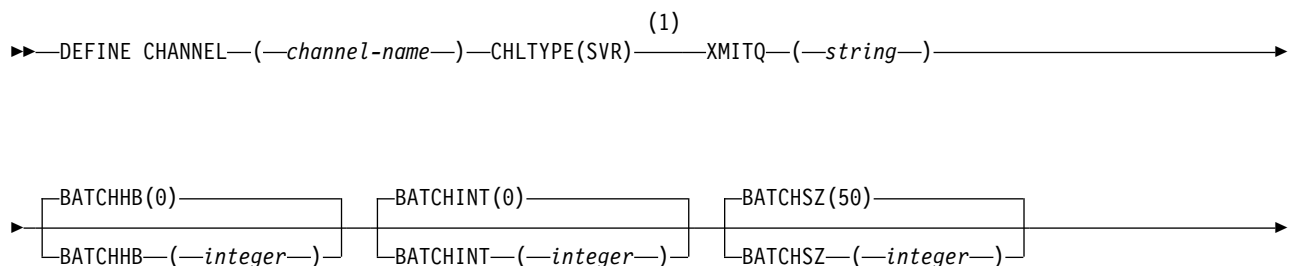 (1)
DEFINE CHANNEL ( channel-name ) CHLTYPE(SVR) XMITQ ( string )
BATCHHB(0) BATCHINT(0) BATCHSZ(50)
BATCHHB ( integer ) BATCHINT ( integer ) BATCHSZ ( integer )